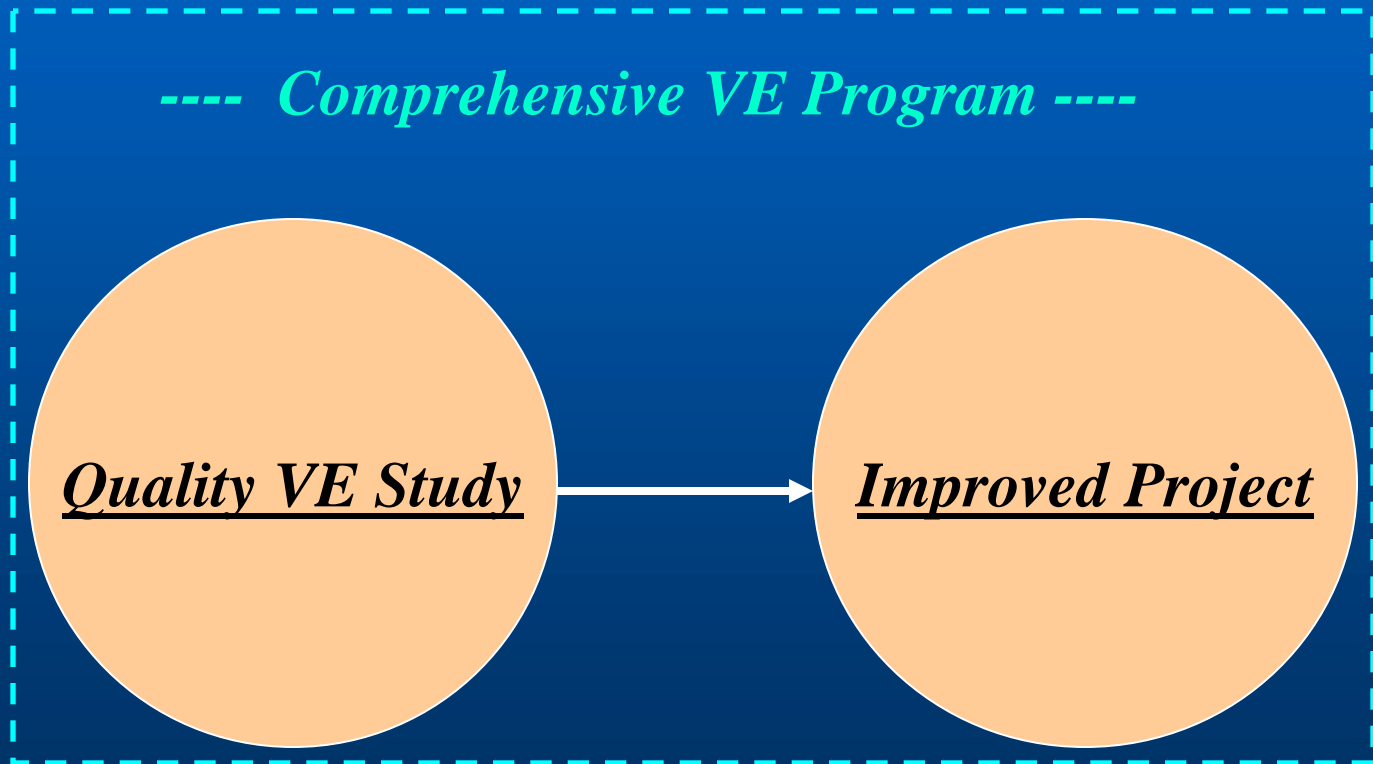 ---- Comprehensive VE Program ----
Quality VE Study
Improved Project